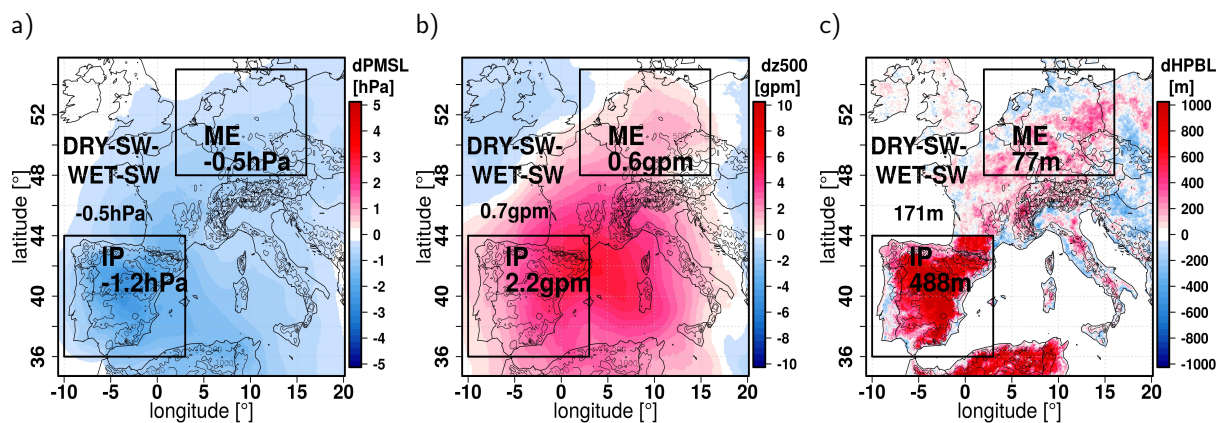 a)
dPMSL
[hPa]
52
48
44
40
36
latitude [°]
DRY-SW-
WET-SW
-0.5hPa
ME
-0.5hPa
IP
-1.2hPa
5
4
3
2
1
0
-1
-2
-3
-4
-5
-10 -5 0 5 10 15 20
longitude [°]
b)
dz500
[gpm]
52
48
44
40
36
latitude [°]
DRY-SW-
WET-SW
0.7gpm
ME
0.6gpm
IP
2.2gpm
10
8
6
4
2
0
-2
-4
-6
-8
-10
-10 -5 0 5 10 15 20
longitude [°]
c)
dHPBL
[m]
52
48
44
40
36
latitude [°]
DRY-SW-
WET-SW
171m
ME
77m
IP
488m
1000
800
600
400
200
0
-200
-400
-600
-800
-1000
-10 -5 0 5 10 15 20
longitude [°]